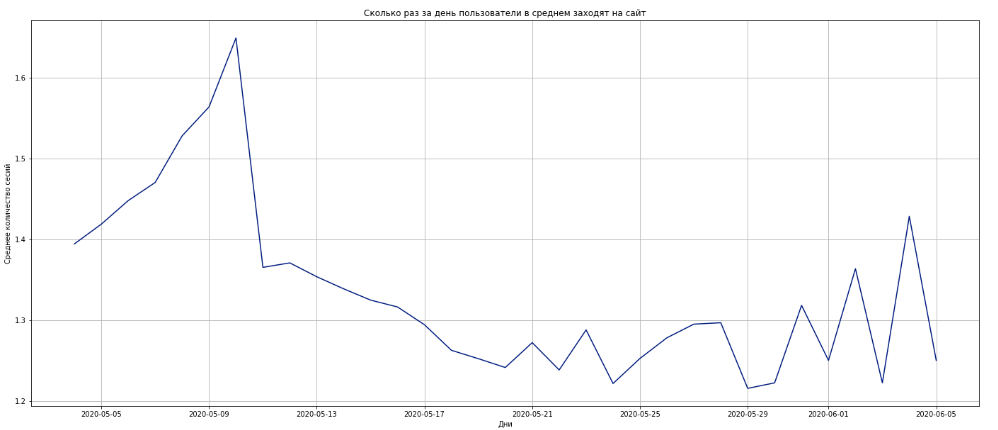 Сколько раз за день пользователи в среднем заходят на сайт
Среднее количество сесий
1.6
1.5
1.4
1.3
1.2
2020-05-05 2020-05-09 2020-05-13 2020-05-17 2020-05-21 2020-05-25 2020-05-29 2020-06-01 2020-06-05
Дни